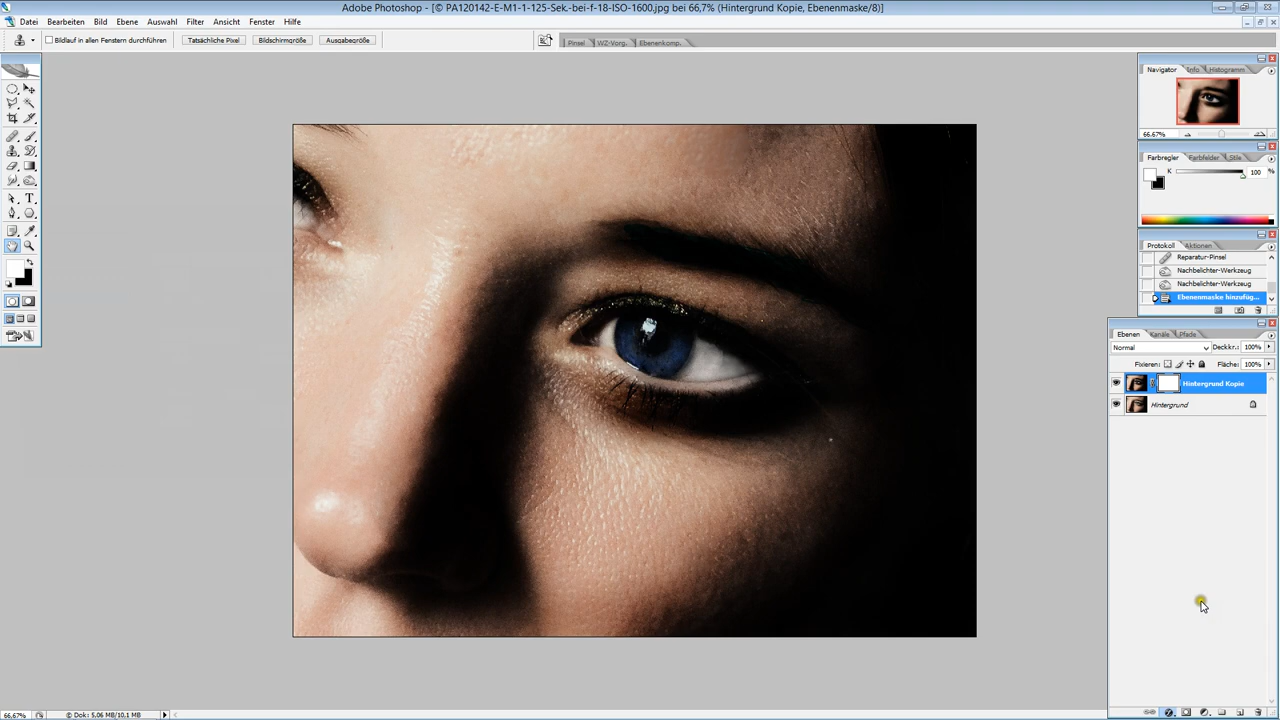 Adobe Photoshop - [© PA120142-E-M1-1-125-Sek.-bei-f-18-ISO-1600.jpg bei 66,7% (Hintergrund Kopie, Ebenenmaske/8)]
Datei Bearbeiten Bild Ebene Auswahl Filter Ansicht Fenster Hilfe
Bildlauf in allen Fenstern durchführen Tatsächliche Pixel Bildschirmgröße Ausgabegröße Pinsel WZ-Vorg. Ebenenkomp.
Navigator Info Histogramm
66.67%
Farbregler Farbfelder Stile
K 100 %
Protokoll Aktionen
Reparatur-Pinsel
Nachbelichter-Werkzeug
Nachbelichter-Werkzeug
Ebenenmaske hinzufüg...
Ebenen Kanäle Pfade
Normal Deckkr.: 100%
Fixieren: Fläche: 100%
Hintergrund Kopie
Hintergrund
66.67% © Dok: 5,06 MB/10,1 MB